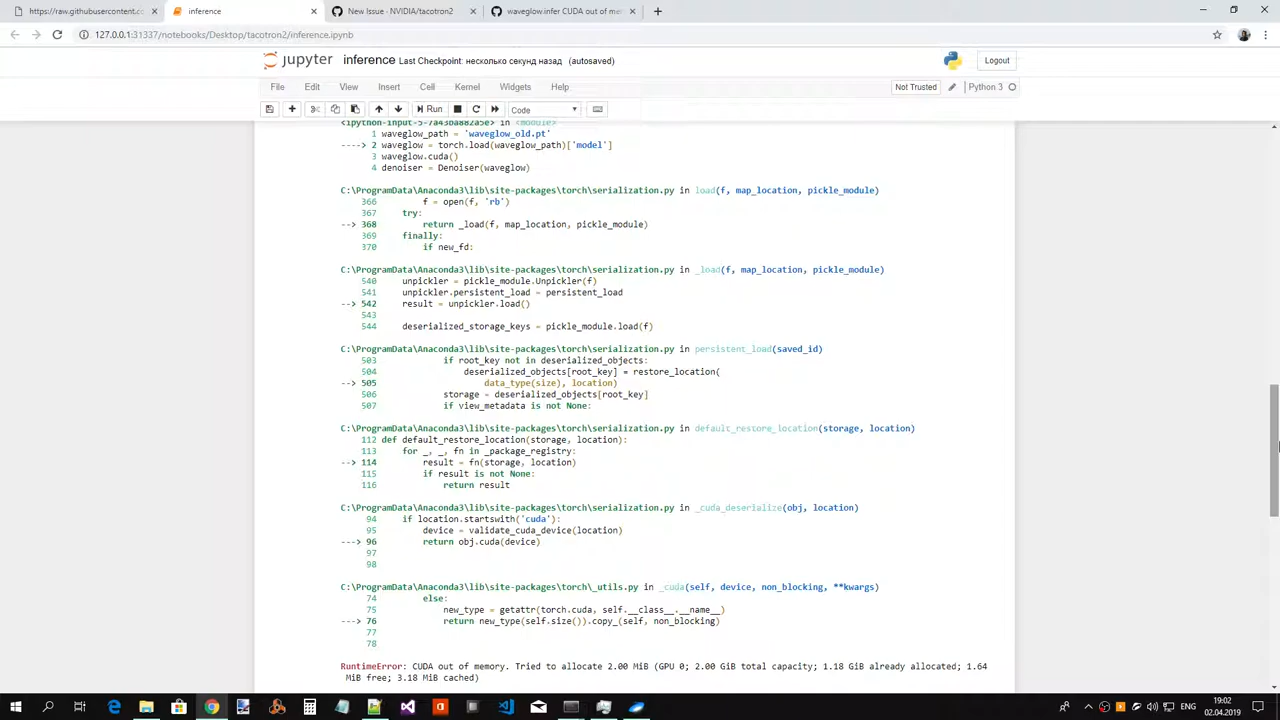 https://raw.githubusercontent.co
inference
New Issue - NVIDIA/tacotron2
waveglow.infer CUDA out of me
127.0.0.1:31337/notebooks/Desktop/tacotron2/inference.ipynb
jupyter inference Last Checkpoint: несколько секунд назад (autosaved)
Logout
File Edit View Insert Cell Kernel Widgets Help
Not Trusted Python 3
Run Code
<ipython-input-5-7a43ba882a5e> in <module>
1 waveglow_path = 'waveglow_old.pt'
----> 2 waveglow = torch.load(waveglow_path)['model']
3 waveglow.cuda()
4 denoiser = Denoiser(waveglow)
C:\ProgramData\Anaconda3\lib\site-packages\torch\serialization.py in load(f, map_location, pickle_module)
366 f = open(f, 'rb')
367 try:
--> 368 return _load(f, map_location, pickle_module)
369 finally:
370 if new_fd:
C:\ProgramData\Anaconda3\lib\site-packages\torch\serialization.py in _load(f, map_location, pickle_module)
540 unpickler = pickle_module.Unpickler(f)
541 unpickler.persistent_load = persistent_load
--> 542 result = unpickler.load()
543
544 deserialized_storage_keys = pickle_module.load(f)
C:\ProgramData\Anaconda3\lib\site-packages\torch\serialization.py in persistent_load(saved_id)
503 if root_key not in deserialized_objects:
504 deserialized_objects[root_key] = restore_location(
--> 505 data_type(size), location)
506 storage = deserialized_objects[root_key]
507 if view_metadata is not None:
C:\ProgramData\Anaconda3\lib\site-packages\torch\serialization.py in default_restore_location(storage, location)
112 def default_restore_location(storage, location):
113 for _, _, fn in _package_registry:
--> 114 result = fn(storage, location)
115 if result is not None:
116 return result
C:\ProgramData\Anaconda3\lib\site-packages\torch\serialization.py in _cuda_deserialize(obj, location)
94 if location.startswith('cuda'):
95 device = validate_cuda_device(location)
---> 96 return obj.cuda(device)
97
98
C:\ProgramData\Anaconda3\lib\site-packages\torch\_utils.py in _cuda(self, device, non_blocking, **kwargs)
74 else:
75 new_type = getattr(torch.cuda, self.__class__.__name__)
---> 76 return new_type(self.size()).copy_(self, non_blocking)
77
78
RuntimeError: CUDA out of memory. Tried to allocate 2.00 MiB (GPU 0; 2.00 GiB total capacity; 1.18 GiB already allocated; 1.64
MiB free; 3.18 MiB cached)
ENG
19:02
02.04.2019